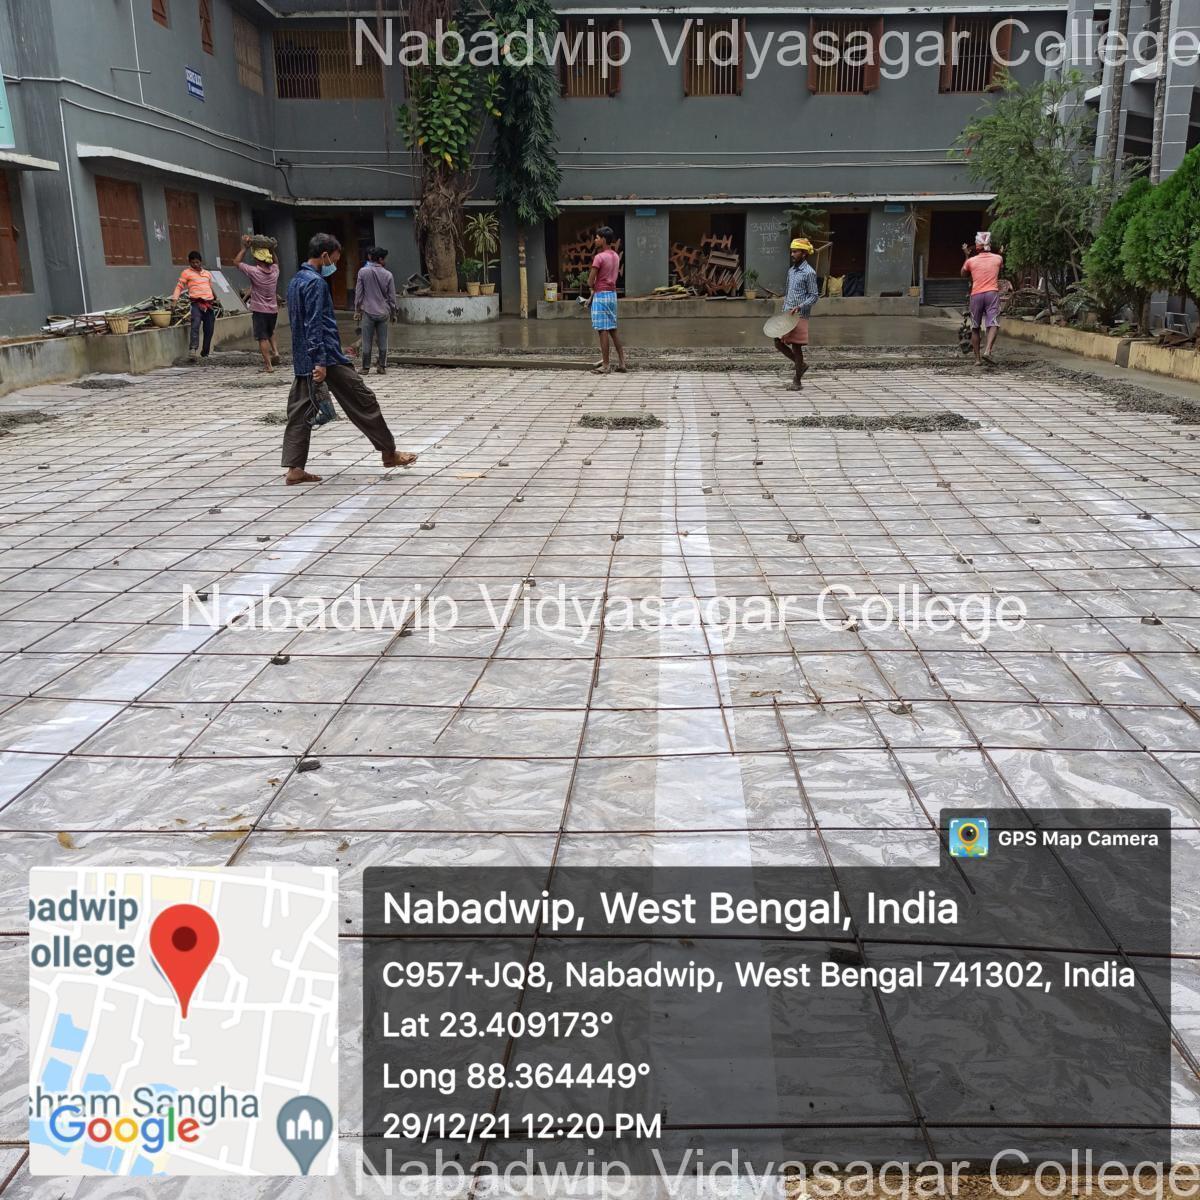 Nabadwip Vidyasagar College
Nabadwip Vidyasagar College
GPS Map Camera
badwip
ollege
Nabadwip, West Bengal, India
C957+JQ8, Nabadwip, West Bengal 741302, India
Lat 23.409173°
Long 88.364449°
hram Sangha
Google
29/12/21 12:20 PM
Nabadwip Vidyasagar College